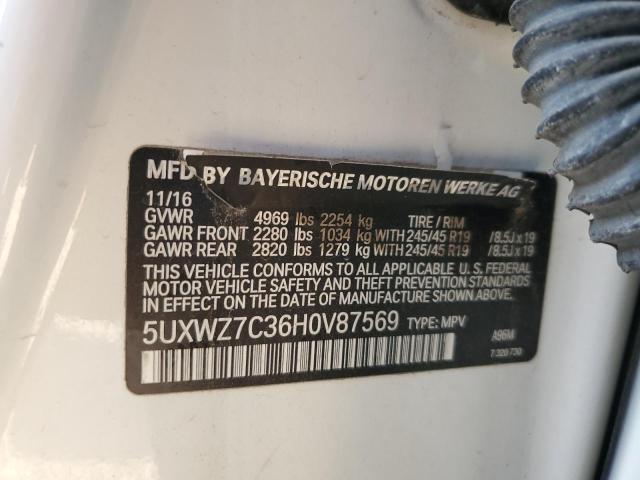 MFD BY BAYERISCHE MOTOREN WERKE AG
11/16
GVWR 4969 lbs 2254 kg TIRE / RIM
GAWR FRONT 2280 lbs 1034 kg WITH 245/45 R19 /8.5J x 19
GAWR REAR 2820 lbs 1279 kg WITH 245/45 R19 /8.5J x 19
THIS VEHICLE CONFORMS TO ALL APPLICABLE U. S. FEDERAL
MOTOR VEHICLE SAFETY AND THEFT PREVENTION STANDARDS
IN EFFECT ON THE DATE OF MANUFACTURE SHOWN ABOVE.
5UXWZ7C36H0V87569 TYPE: MPV
A96M
7 320 730